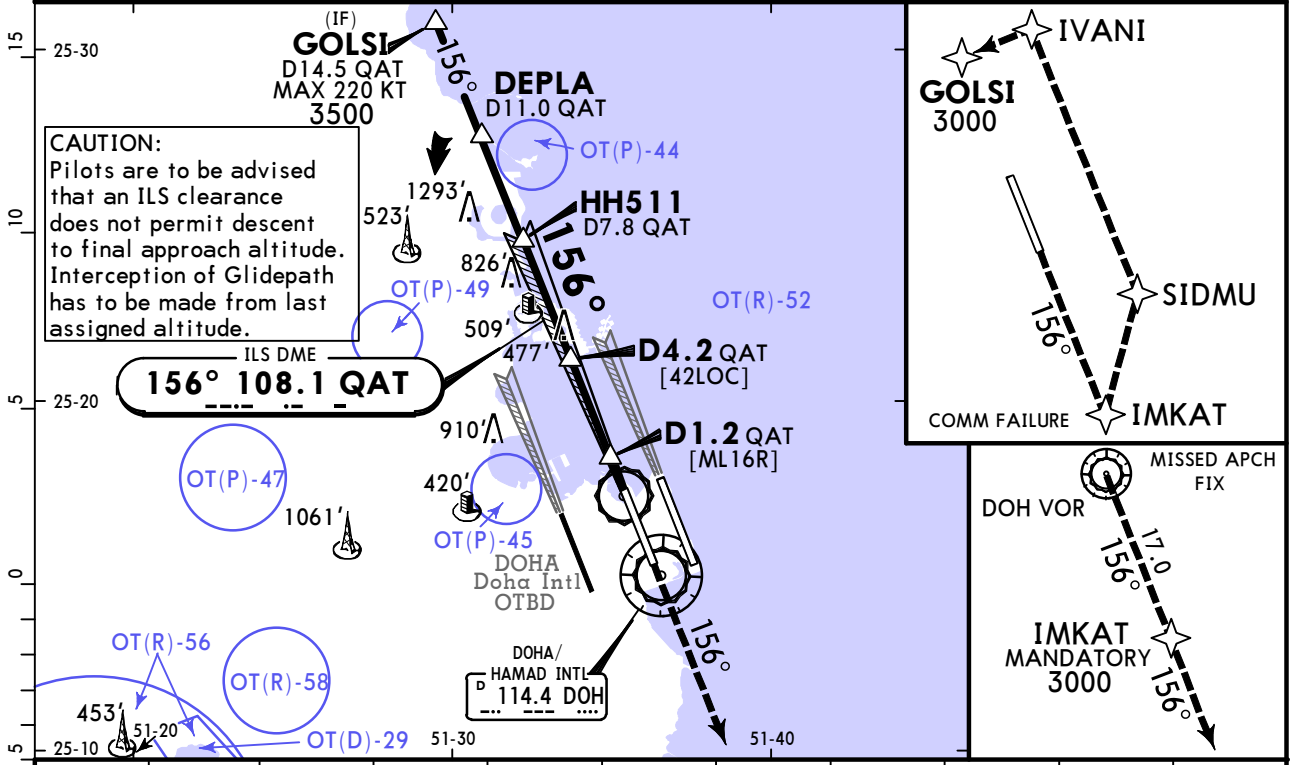 15
25-30
(IF)
GOLSI
D14.5 QAT
MAX 220 KT
3500
156°
DEPLA
D11.0 QAT
OT(P)-44
CAUTION:
Pilots are to be advised
that an ILS clearance
does not permit descent
to final approach altitude.
Interception of Glidepath
has to be made from last
assigned altitude.
1293'
523'
10
HH511
D7.8 QAT
156°
826'
OT(P)-49
OT(R)-52
509'
477'
ILS DME
156° 108.1 QAT
D4.2 QAT
[42LOC]
5
25-20
910'
D1.2 QAT
[ML16R]
OT(P)-47
420'
1061'
OT(P)-45
DOHA
Doha Intl
OTBD
0
OT(R)-56
OT(R)-58
DOHA/
HAMAD INTL
D 114.4 DOH
156°
453'
51-20
OT(D)-29
5
25-10
51-30
51-40
IVANI
GOLSI
3000
SIDMU
156°
IMKAT
COMM FAILURE
MISSED APCH
FIX
DOH VOR
17.0
156°
IMKAT
MANDATORY
3000
156°